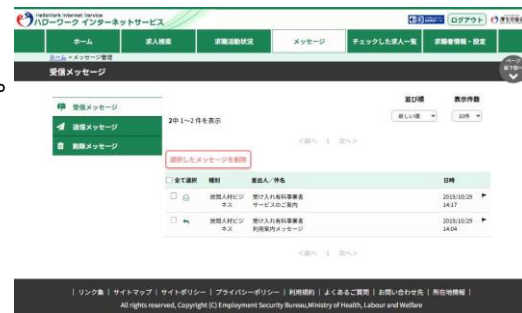 HelloWork Internet Service
ハローワーク インターネットサービス
ログアウト
ホーム
求人検索
求職活動状況
メッセージ
チェックした求人一覧
求職者情報・設定
ホーム > メッセージ管理
受信メッセージ
ページ
最下部へ
受信メッセージ
送信メッセージ
削除メッセージ
並び順
表示件数
2中 1~2 件を表示
新しい順
10件
<前へ 1 次へ>
選択したメッセージを削除
全て選択 種別 差出人/件名 日時
民間人材ビジ 受け入れ有料事業者 2019/10/29
ネス サービスのご案内 14:17
民間人材ビジ 受け入れ有料事業者 2019/10/29
ネス 利用案内メッセージ 14:04
<前へ 1 次へ>
| リンク集 | サイトマップ | サイトポリシー | プライバシーポリシー | 利用規約 | よくあるご質問 | お問い合わせ先 | 所在地情報 |
All rights reserved, Copyright (C) Employment Security Bureau,Ministry of Health, Labour and Welfare